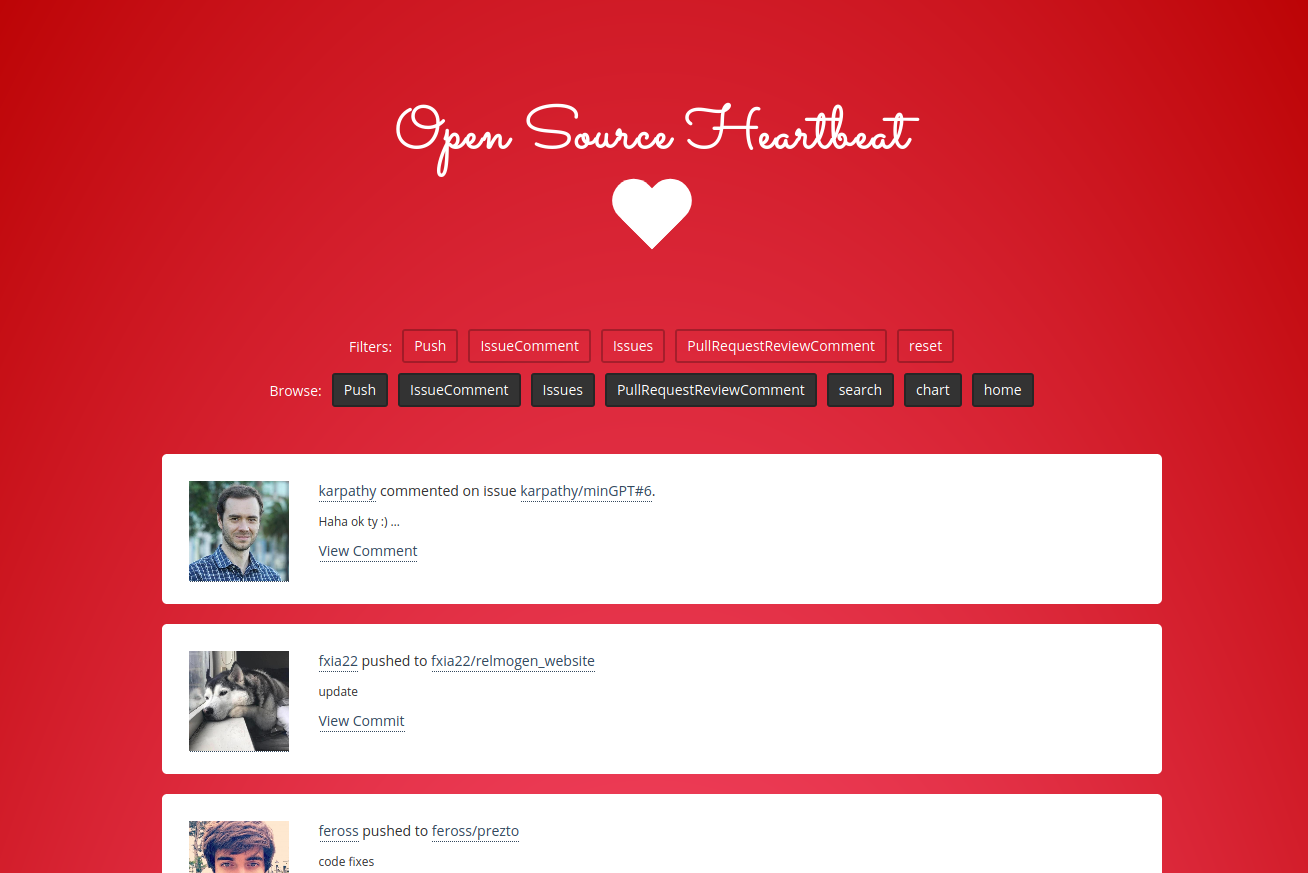 Open Source Heartbeat
Filters: Push IssueComment Issues PullRequestReviewComment reset
Browse: Push IssueComment Issues PullRequestReviewComment search chart home
karpathy commented on issue karpathy/minGPT#6.
Haha ok ty :) ...
View Comment
fxia22 pushed to fxia22/relmogen_website
update
View Commit
feross pushed to feross/prezto
code fixes